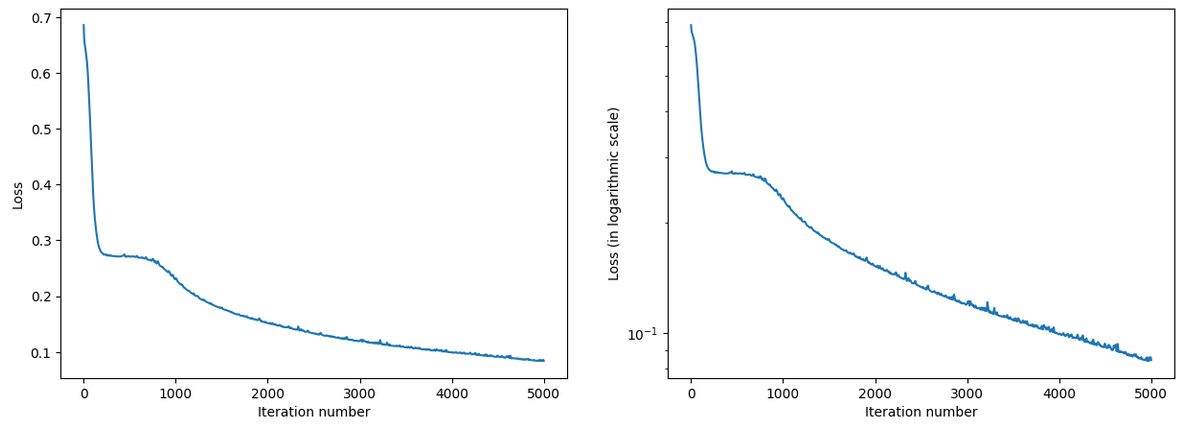 0.7
0.6
0.5
0.4
0.3
0.2
0.1
Loss
0 1000 2000 3000 4000 5000
Iteration number
Loss (in logarithmic scale)
10⁻¹
0 1000 2000 3000 4000 5000
Iteration number